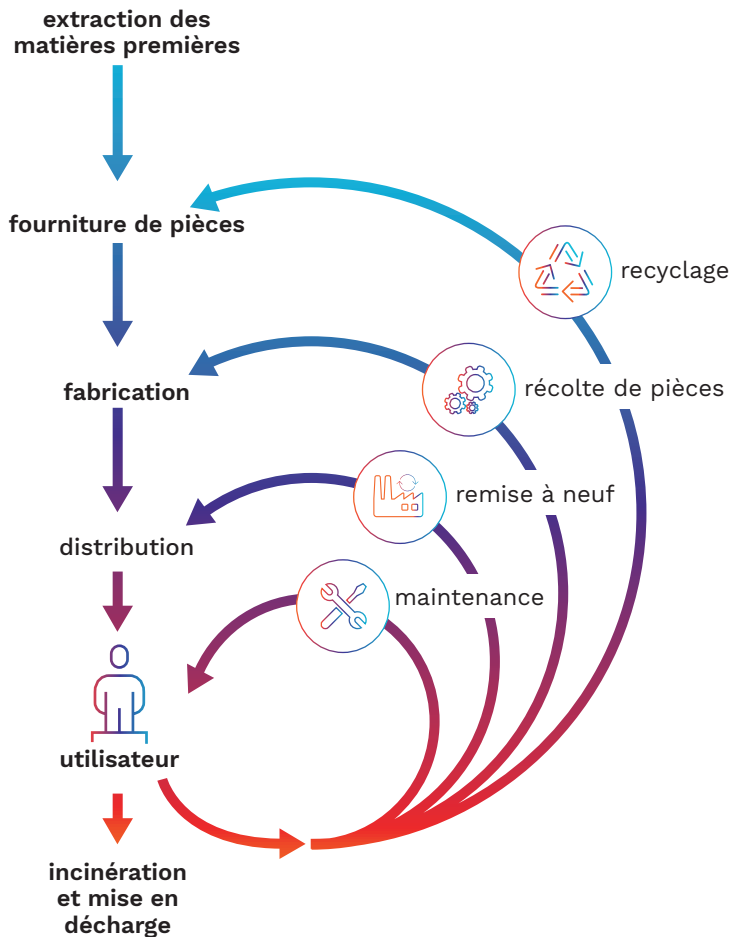 extraction des
matières premières
fourniture de pièces
recyclage
fabrication
récolte de pièces
remise à neuf
distribution
maintenance
utilisateur
incinération
et mise en
décharge